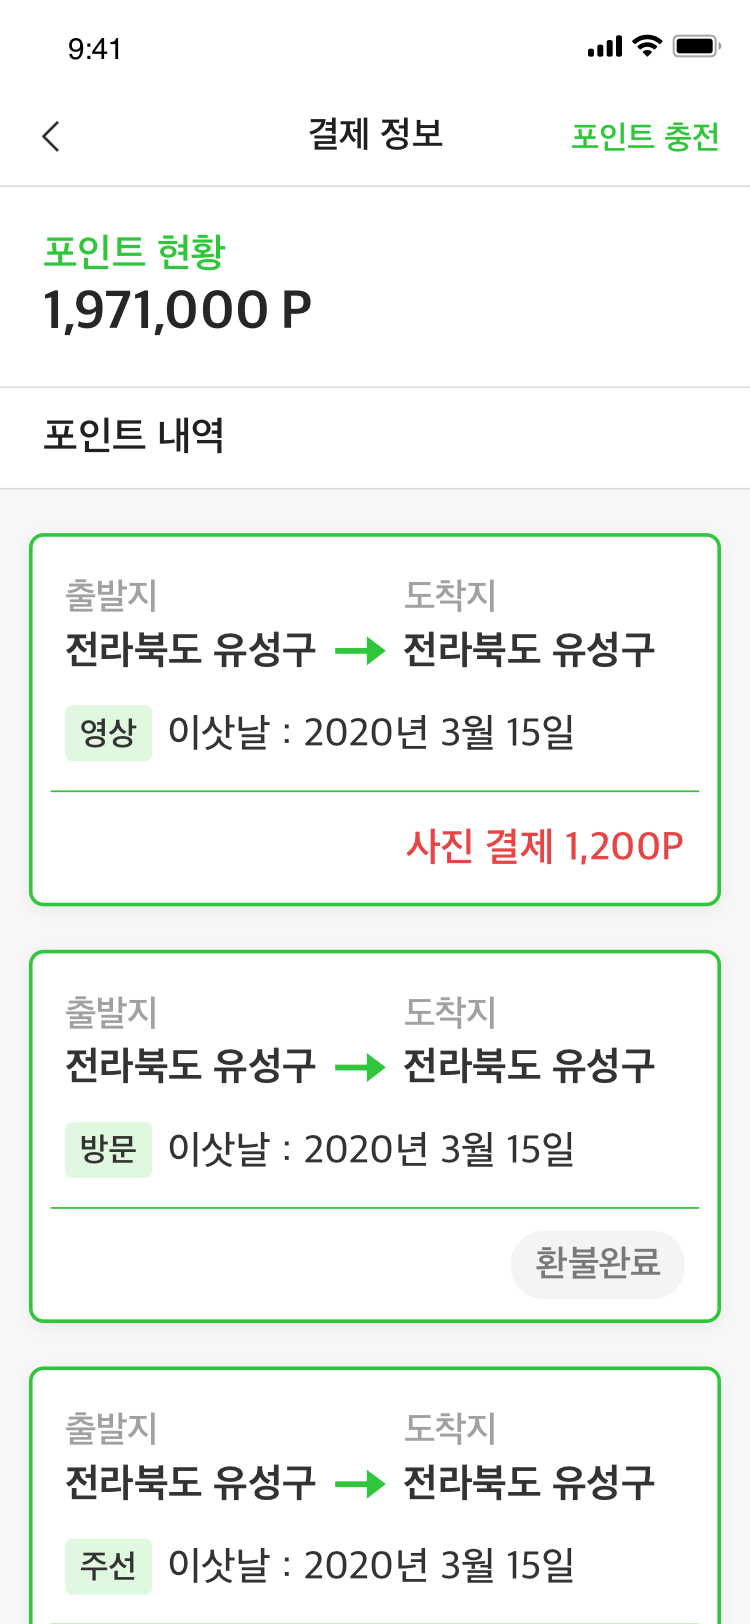 9:41
결제 정보 포인트 충전
포인트 현황
1,971,000 P
포인트 내역
출발지 도착지
전라북도 유성구 전라북도 유성구
영상 이삿날 : 2020년 3월 15일
사진 결제 1,200P
출발지 도착지
전라북도 유성구 전라북도 유성구
방문 이삿날 : 2020년 3월 15일
환불완료
출발지 도착지
전라북도 유성구 전라북도 유성구
주선 이삿날 : 2020년 3월 15일